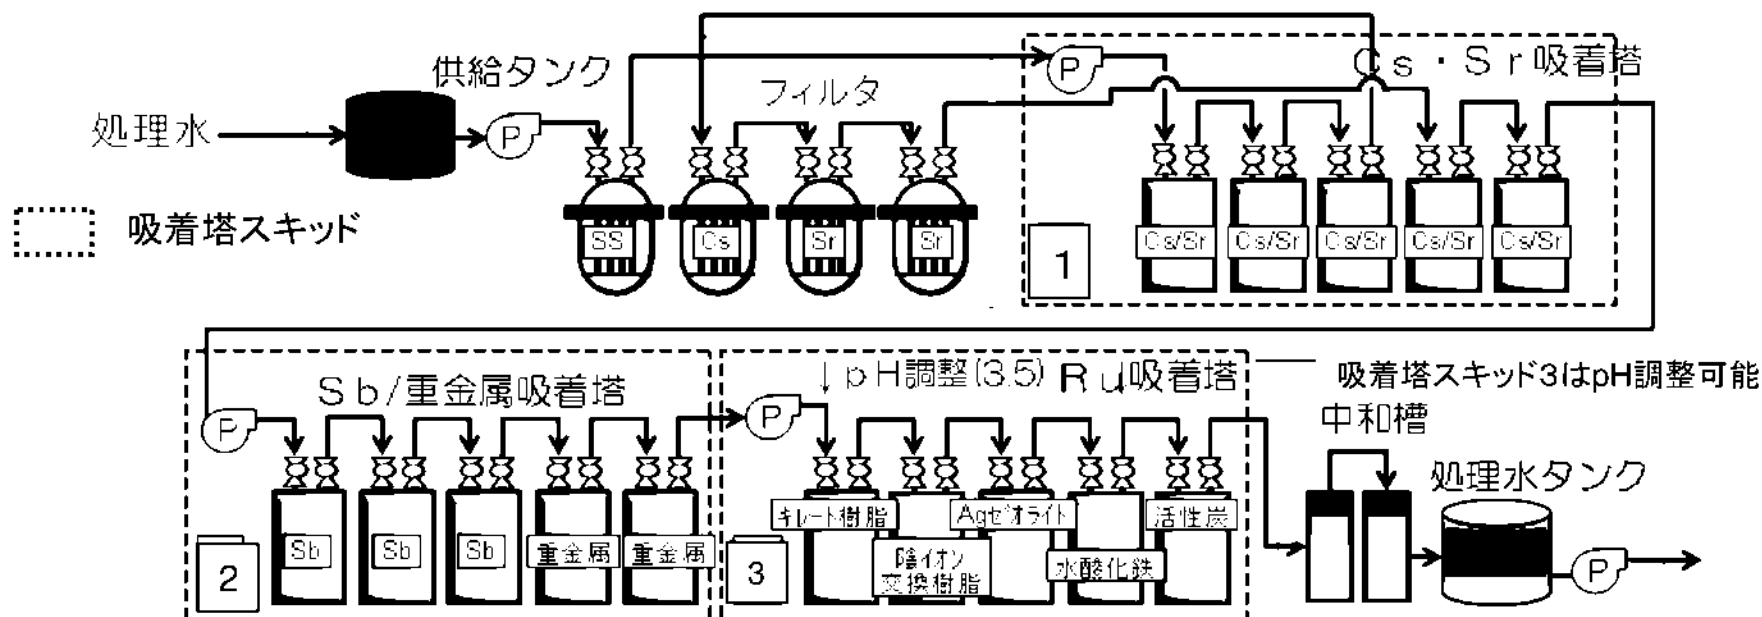 供給タンク
フィルタ
Cs・Sr吸着塔
処理水
P
P
P
吸着塔スキッド
SS
Cs
Sr
Sr
1
Cs/Sr
Cs/Sr
Cs/Sr
Cs/Sr
Cs/Sr
Sb/重金属吸着塔
↓pH調整(3.5) Ru吸着塔
吸着塔スキッド3はpH調整可能
中和槽
処理水タンク
P
P
P
2
Sb
Sb
Sb
重金属
重金属
3
キレート樹脂
陰イオン
交換樹脂
Agゼオライト
水酸化鉄
活性炭